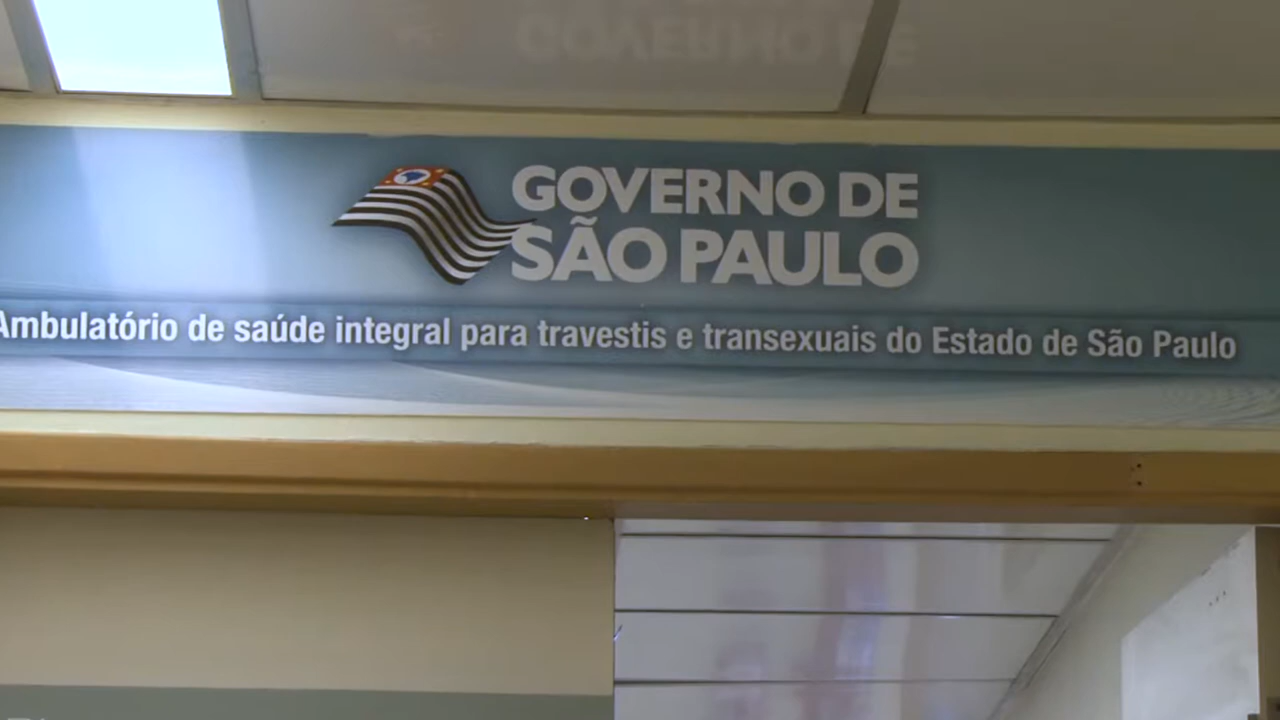 GOVERNO DE
SÃO PAULO
Ambulatório de saúde integral para travestis e transexuais do Estado de São Paulo